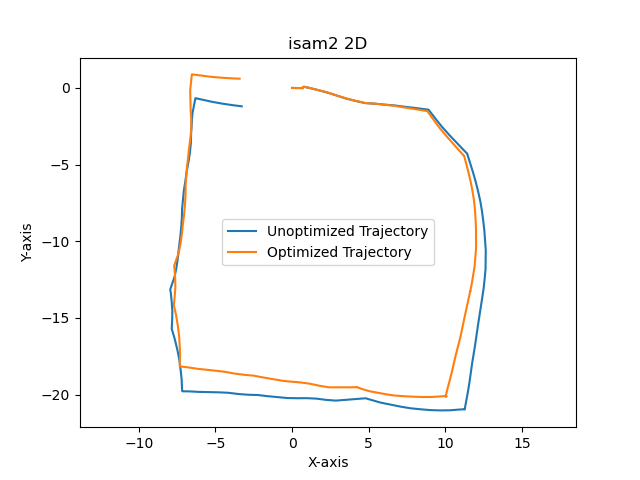 isam2 2D
0
−5
−10
−15
−20
Y-axis
Unoptimized Trajectory
Optimized Trajectory
−10
−5
0
5
10
15
X-axis